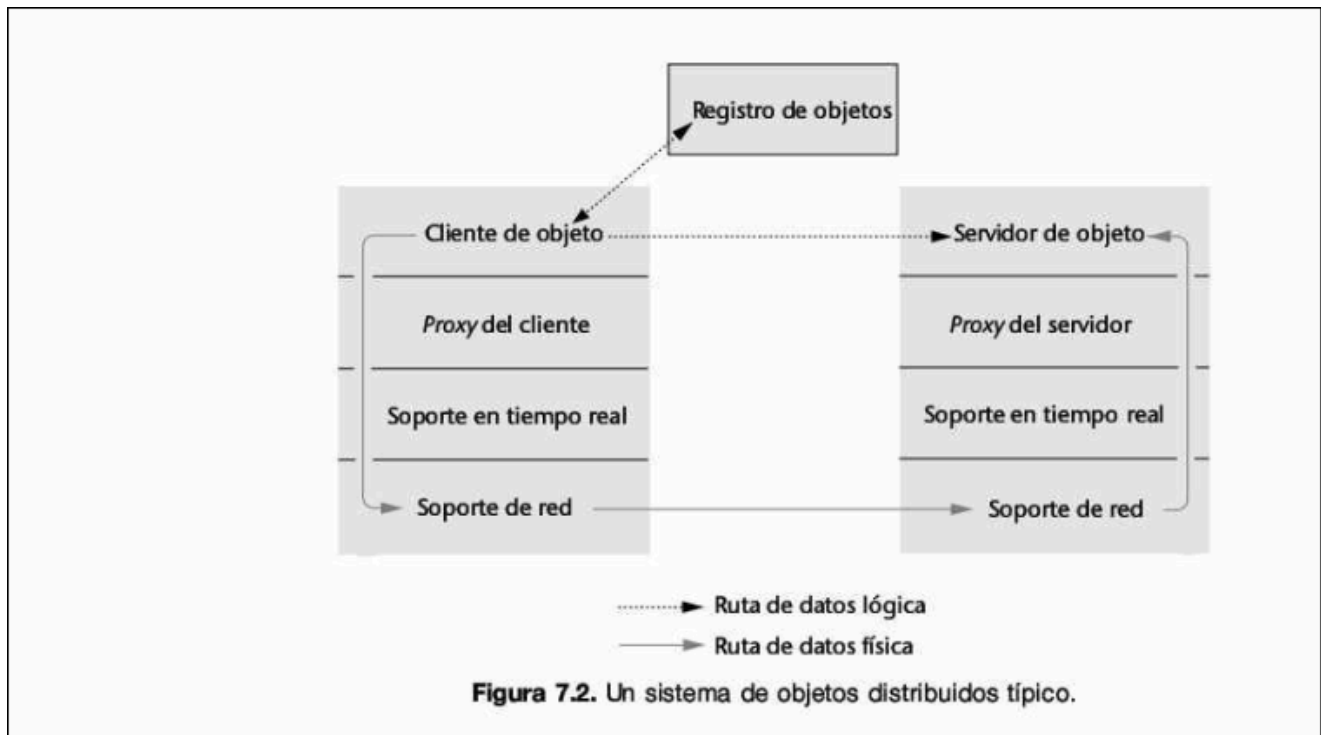 Registro de objetos
Cliente de objeto
Servidor de objeto
Proxy del cliente
Proxy del servidor
Soporte en tiempo real
Soporte en tiempo real
Soporte de red
Soporte de red
Ruta de datos lógica
Ruta de datos física
Figura 7.2. Un sistema de objetos distribuidos típico.